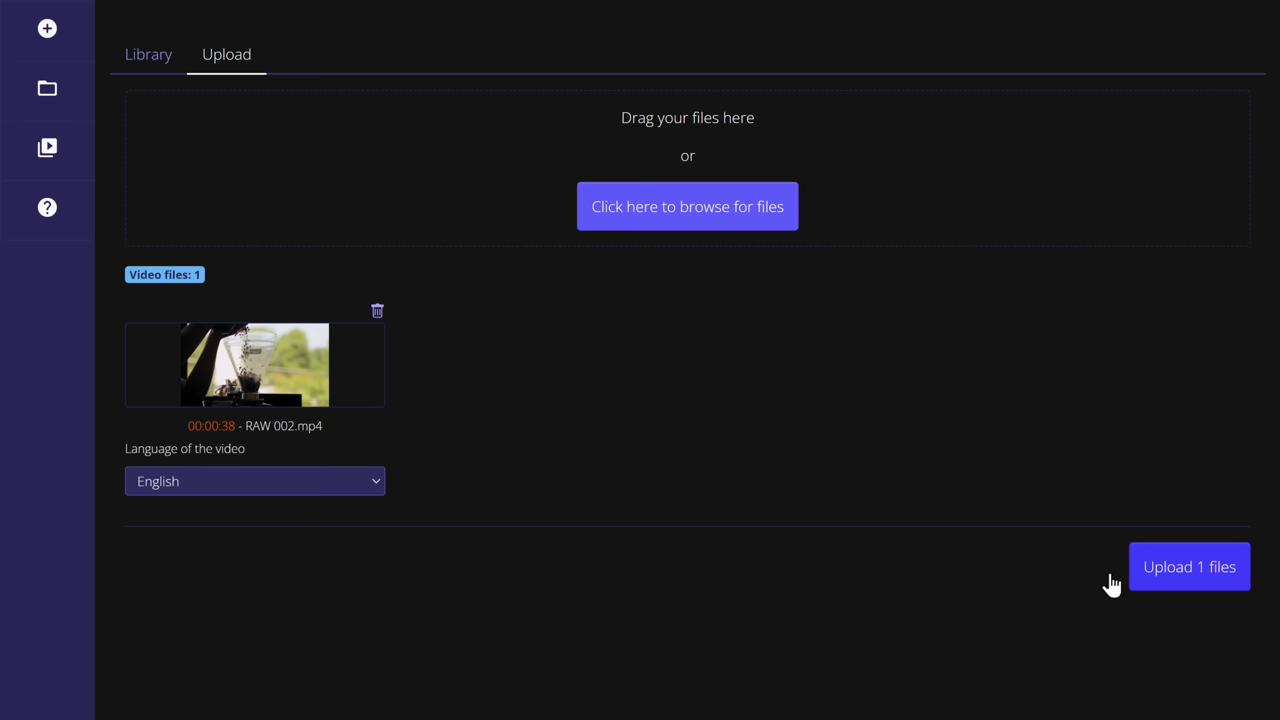 Library
Upload
Drag your files here
or
Click here to browse for files
Video files: 1
00:00:38 - RAW 002.mp4
Language of the video
English
Upload 1 files